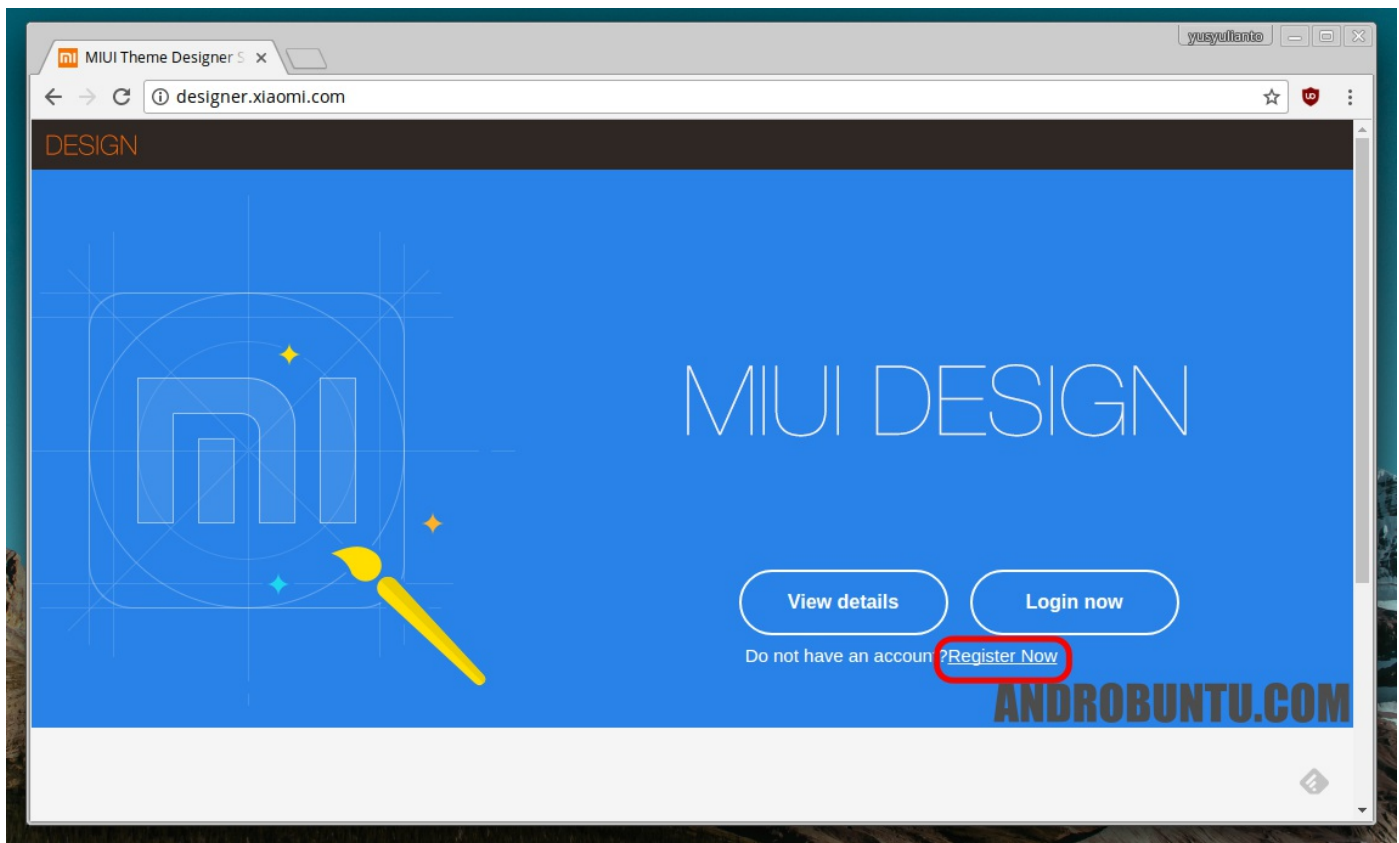 yusyulianto
MIUI Theme Designer S
designer.xiaomi.com
DESIGN
MIUI DESIGN
View details
Login now
Do not have an account?Register Now
ANDROBUNTU.COM